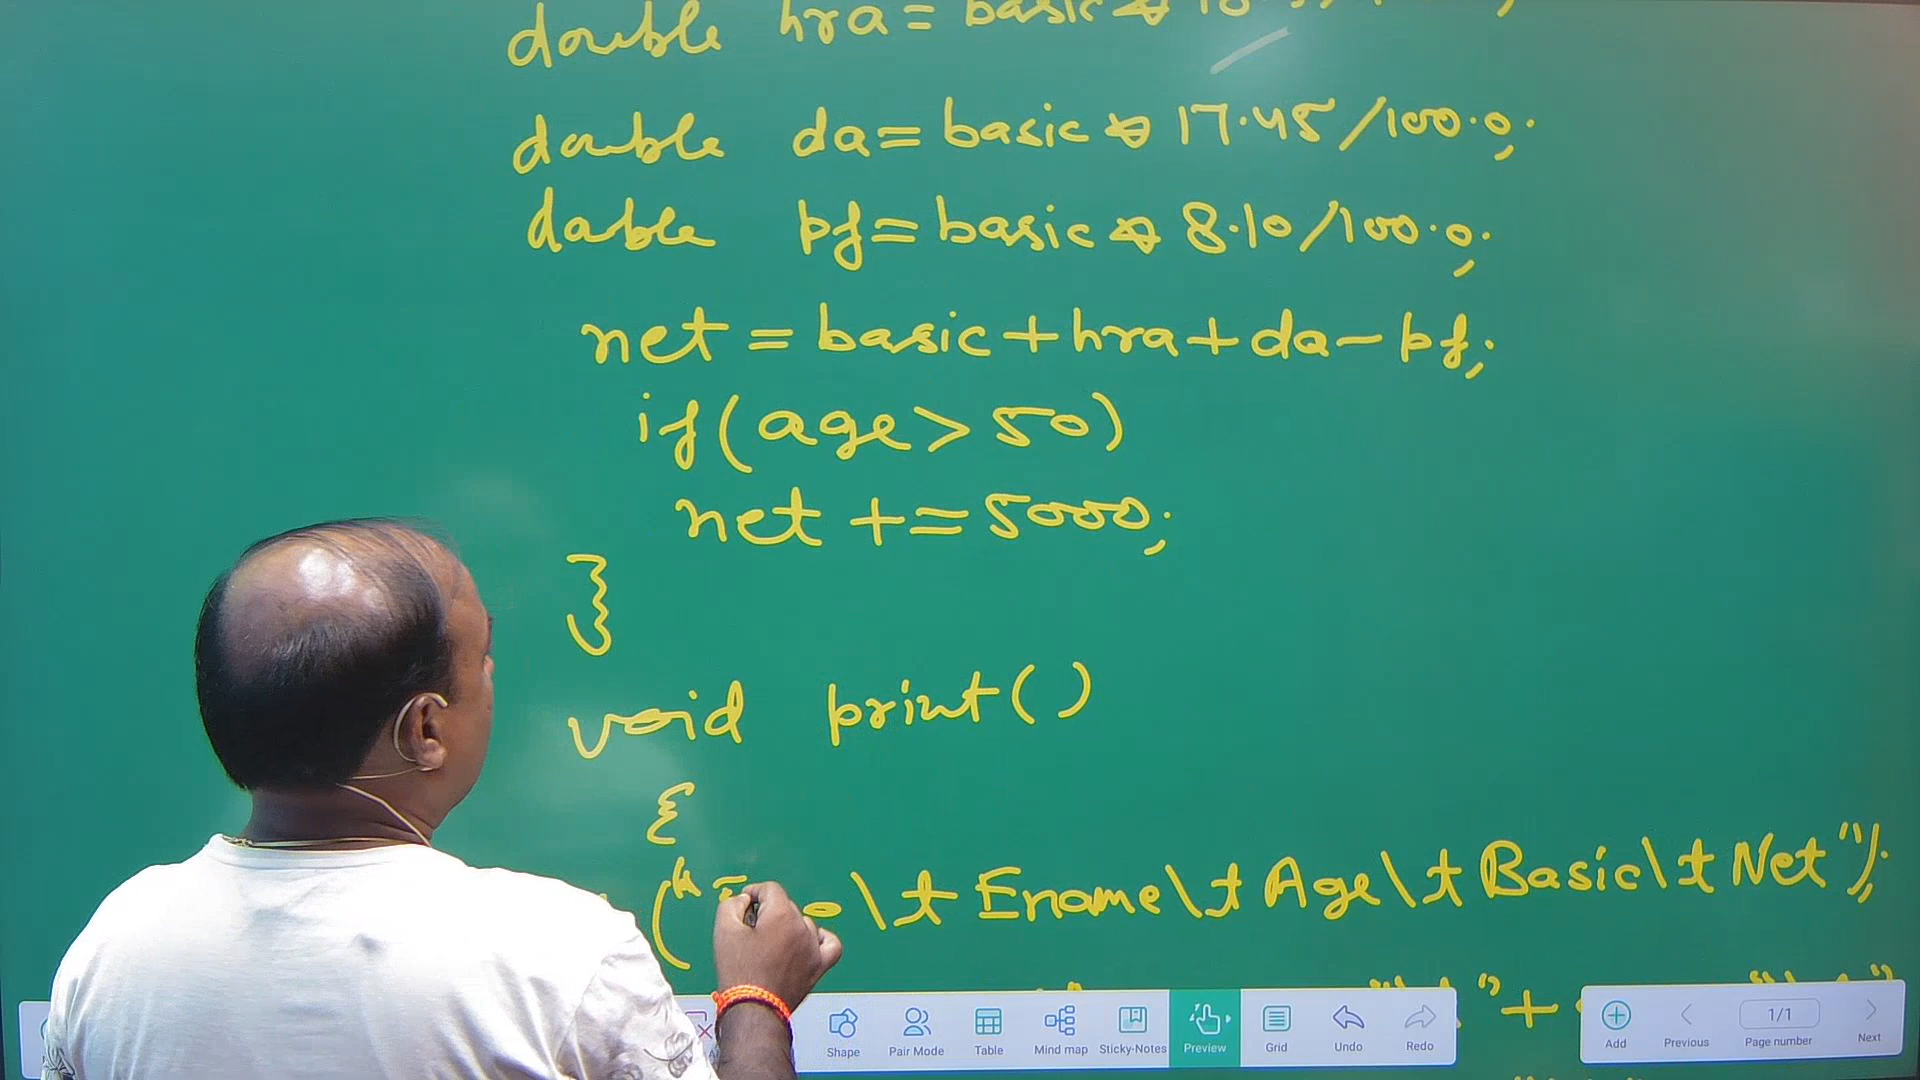 double hra = basic *
double da = basic * 17.45/100.0;
dable pf = basic * 8.10/100.0;
net = basic + hra + da - pf;
if (age > 50)
net += 5000;
}
void print()
{
\t Ename\t Age\t Basic\t Net");
Shape Pair Mode Table Mind map Sticky-Notes Preview Grid Undo Redo
1/1
Add Previous Page number Next